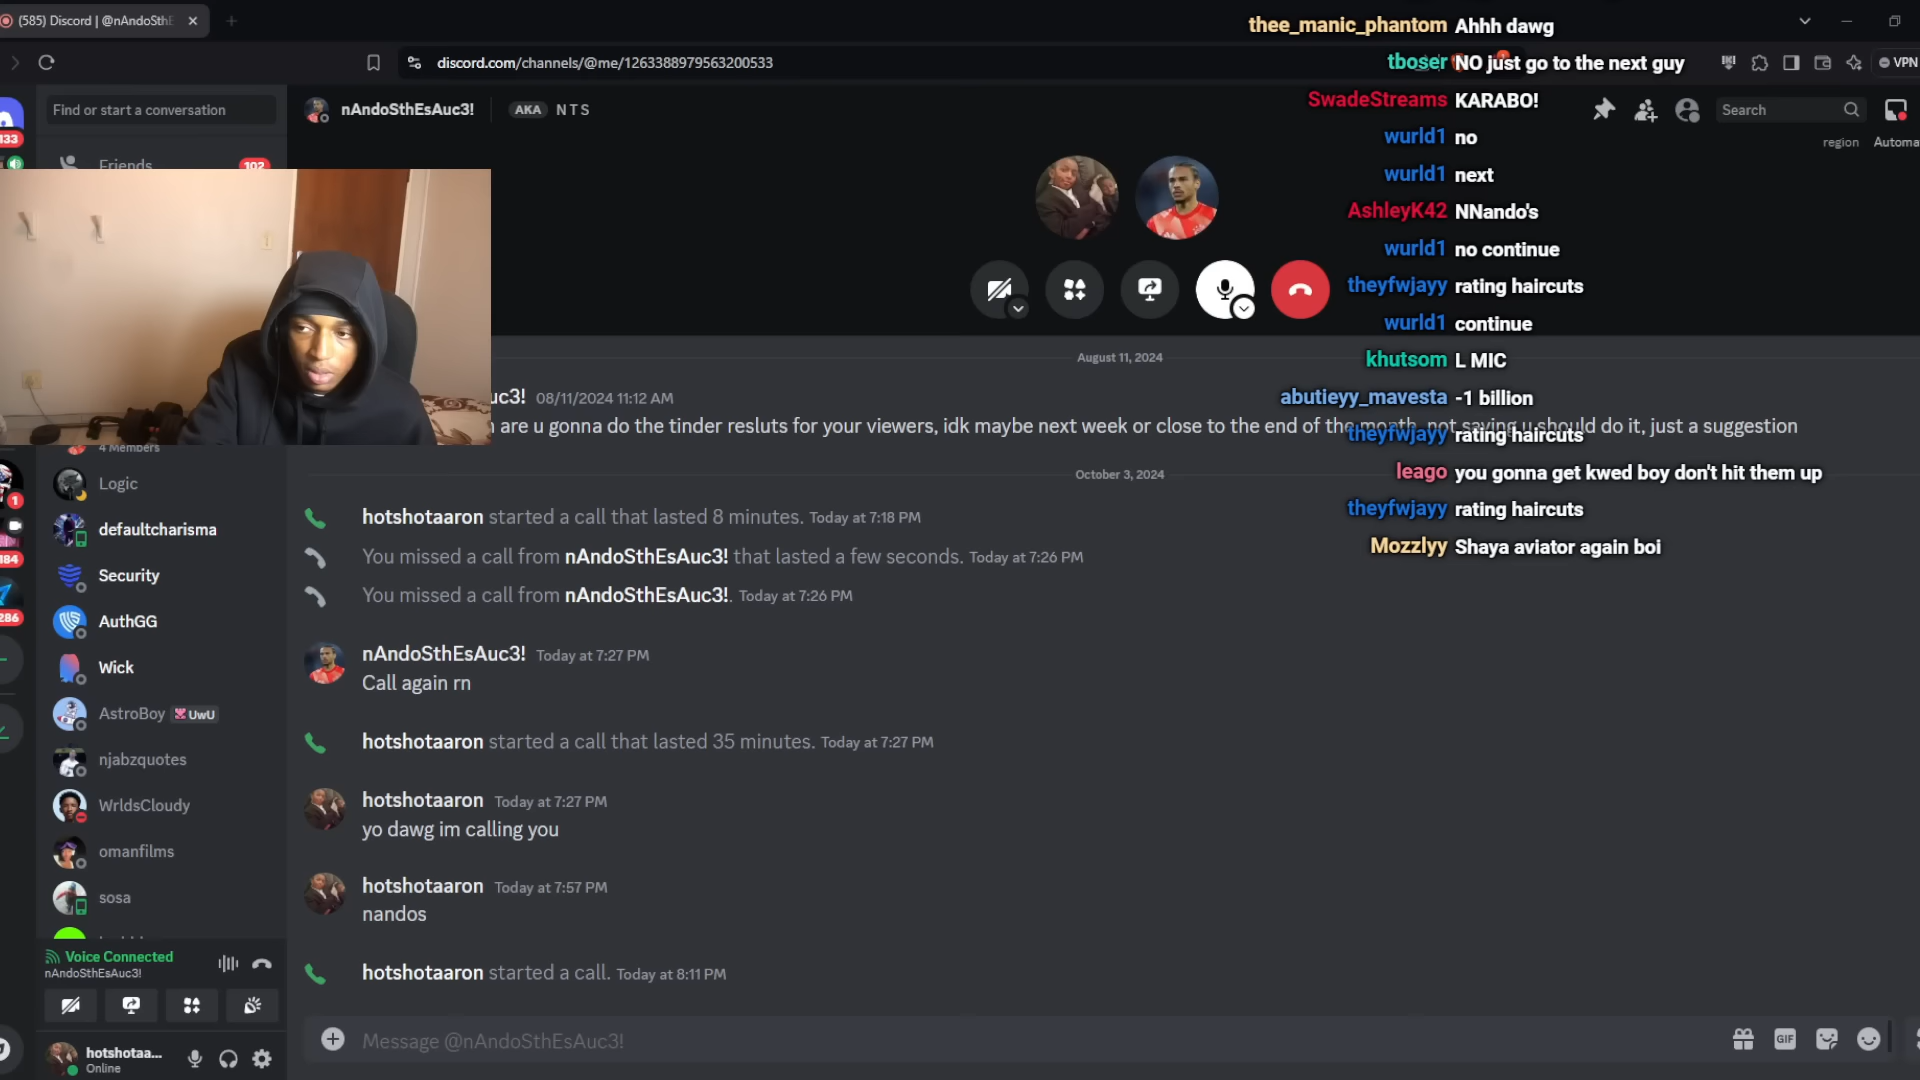 (585) Discord | @nAndoSthE
discord.com/channels/@me/1263388979563200533
VPN
Find or start a conversation
nAndoSthEsAuc3!
AKA NTS
Search
region
Automa
133
Friends
102
4 Members
Logic
defaultcharisma
Security
AuthGG
Wick
AstroBoy UwU
njabzquotes
WrldsCloudy
omanfilms
sosa
1
184
286
Voice Connected
nAndoSthEsAuc3!
hotshotaa...
Online
August 11, 2024
uc3! 08/11/2024 11:12 AM
are u gonna do the tinder resluts for your viewers, idk maybe next week or close to the end of the month, not saying u should do it, just a suggestion
October 3, 2024
hotshotaaron started a call that lasted 8 minutes. Today at 7:18 PM
You missed a call from nAndoSthEsAuc3! that lasted a few seconds. Today at 7:26 PM
You missed a call from nAndoSthEsAuc3!. Today at 7:26 PM
nAndoSthEsAuc3! Today at 7:27 PM
Call again rn
hotshotaaron started a call that lasted 35 minutes. Today at 7:27 PM
hotshotaaron Today at 7:27 PM
yo dawg im calling you
hotshotaaron Today at 7:57 PM
nandos
hotshotaaron started a call. Today at 8:11 PM
Message @nAndoSthEsAuc3!
GIF
thee_manic_phantom Ahhh dawg
tboser NO just go to the next guy
SwadeStreams KARABO!
wurld1 no
wurld1 next
AshleyK42 NNando's
wurld1 no continue
theyfwjayy rating haircuts
wurld1 continue
khutsom L MIC
abutieyy_mavesta -1 billion
theyfwjayy rating haircuts
leago you gonna get kwed boy don't hit them up
theyfwjayy rating haircuts
Mozzlyy Shaya aviator again boi